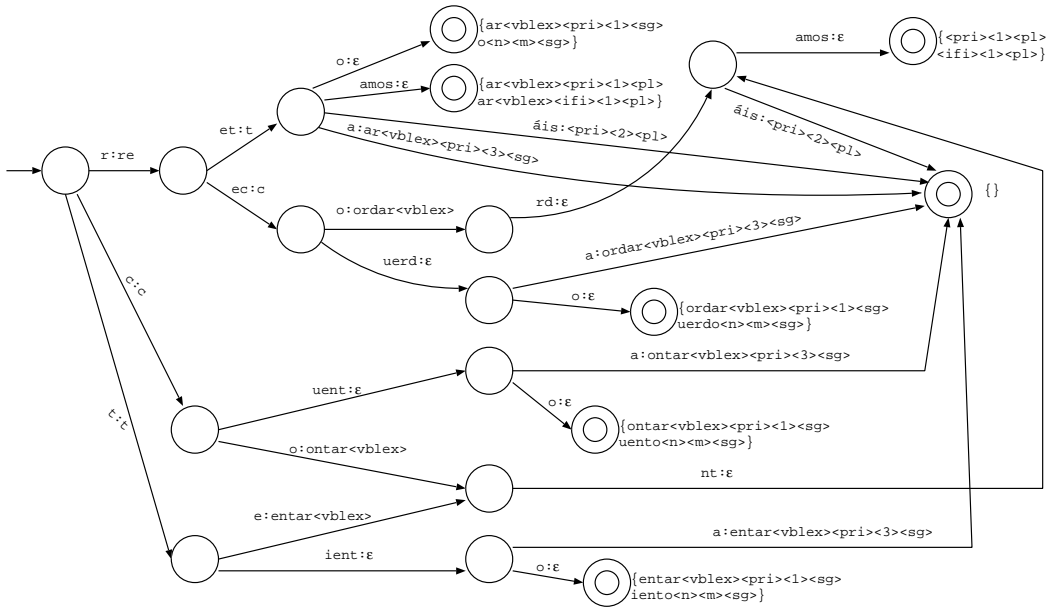 {ar<vblex><pri><1><sg>
o<n><m><sg>}
o:ε
amos:ε
{<pri><1><pl>
<ifi><1><pl>}
amos:ε
{ar<vblex><pri><1><pl>
ar<vblex><ifi><1><pl>}
et:t
áis:<pri><2><pl>
áis:<pri><2><pl>
a:ar<vblex><pri><3><sg>
r:re
ec:c
{}
o:ordar<vblex>
rd:ε
a:ordar<vblex><pri><3><sg>
uerd:ε
c:c
o:ε
{ordar<vblex><pri><1><sg>
uerdo<n><m><sg>}
a:ontar<vblex><pri><3><sg>
uent:ε
o:ε
t:t
{ontar<vblex><pri><1><sg>
uento<n><m><sg>}
o:ontar<vblex>
nt:ε
e:entar<vblex>
a:entar<vblex><pri><3><sg>
ient:ε
o:ε
{entar<vblex><pri><1><sg>
iento<n><m><sg>}